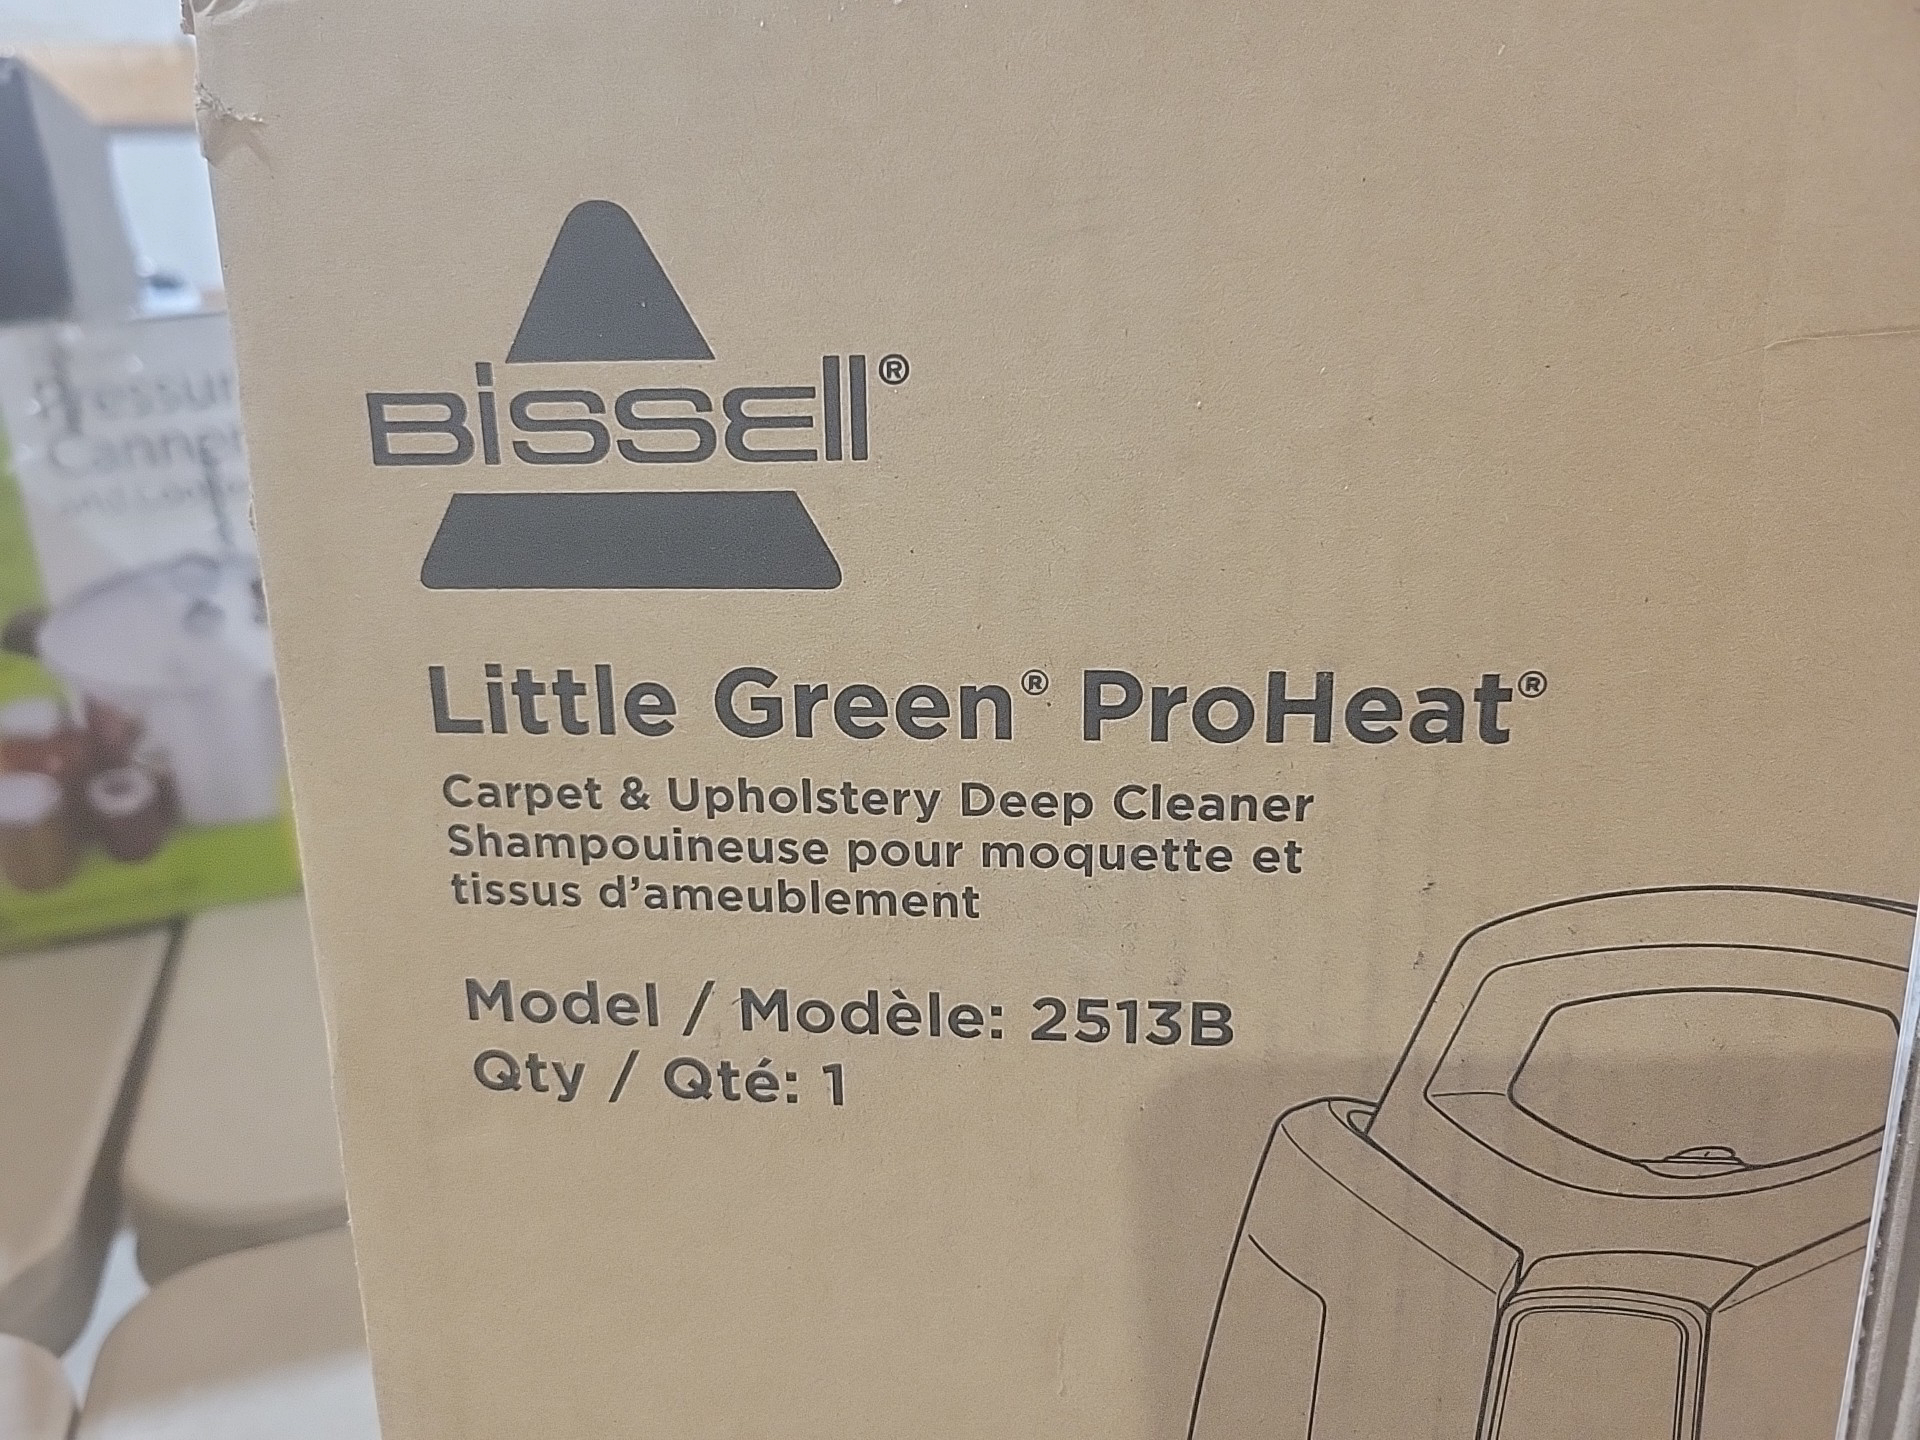 BiSSEll®
Little Green® ProHeat®
Carpet & Upholstery Deep Cleaner
Shampouineuse pour moquette et
tissus d'ameublement
Model / Modèle: 2513B
Qty / Qté: 1
Canner